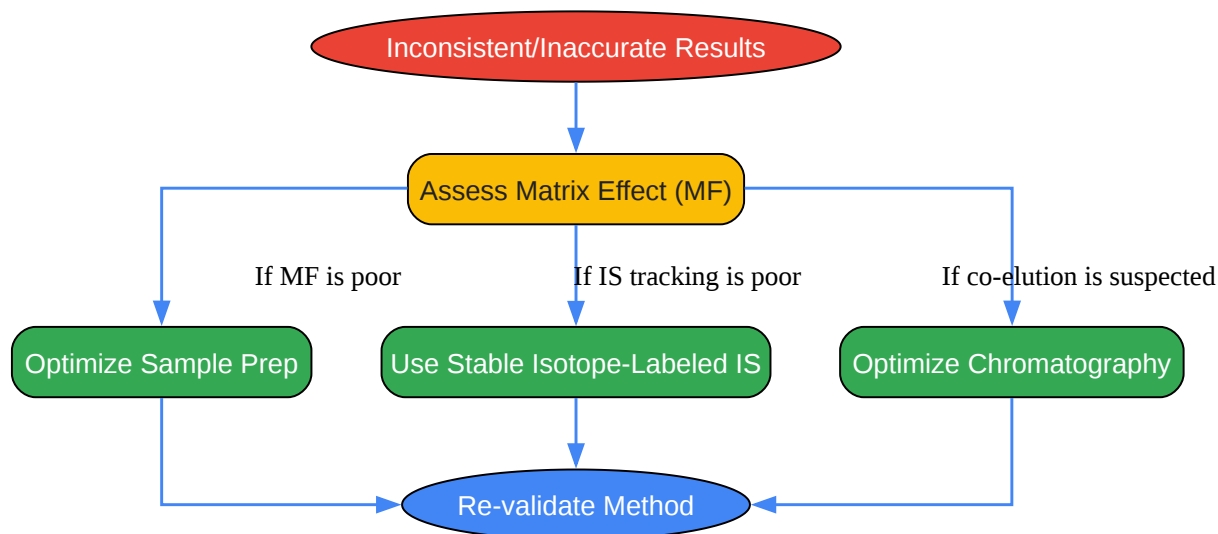 Inconsistent/Inaccurate Results
Assess Matrix Effect (MF)
If MF is poor
If IS tracking is poor
If co-elution is suspected
Optimize Sample Prep
Use Stable Isotope-Labeled IS
Optimize Chromatography
Re-validate Method